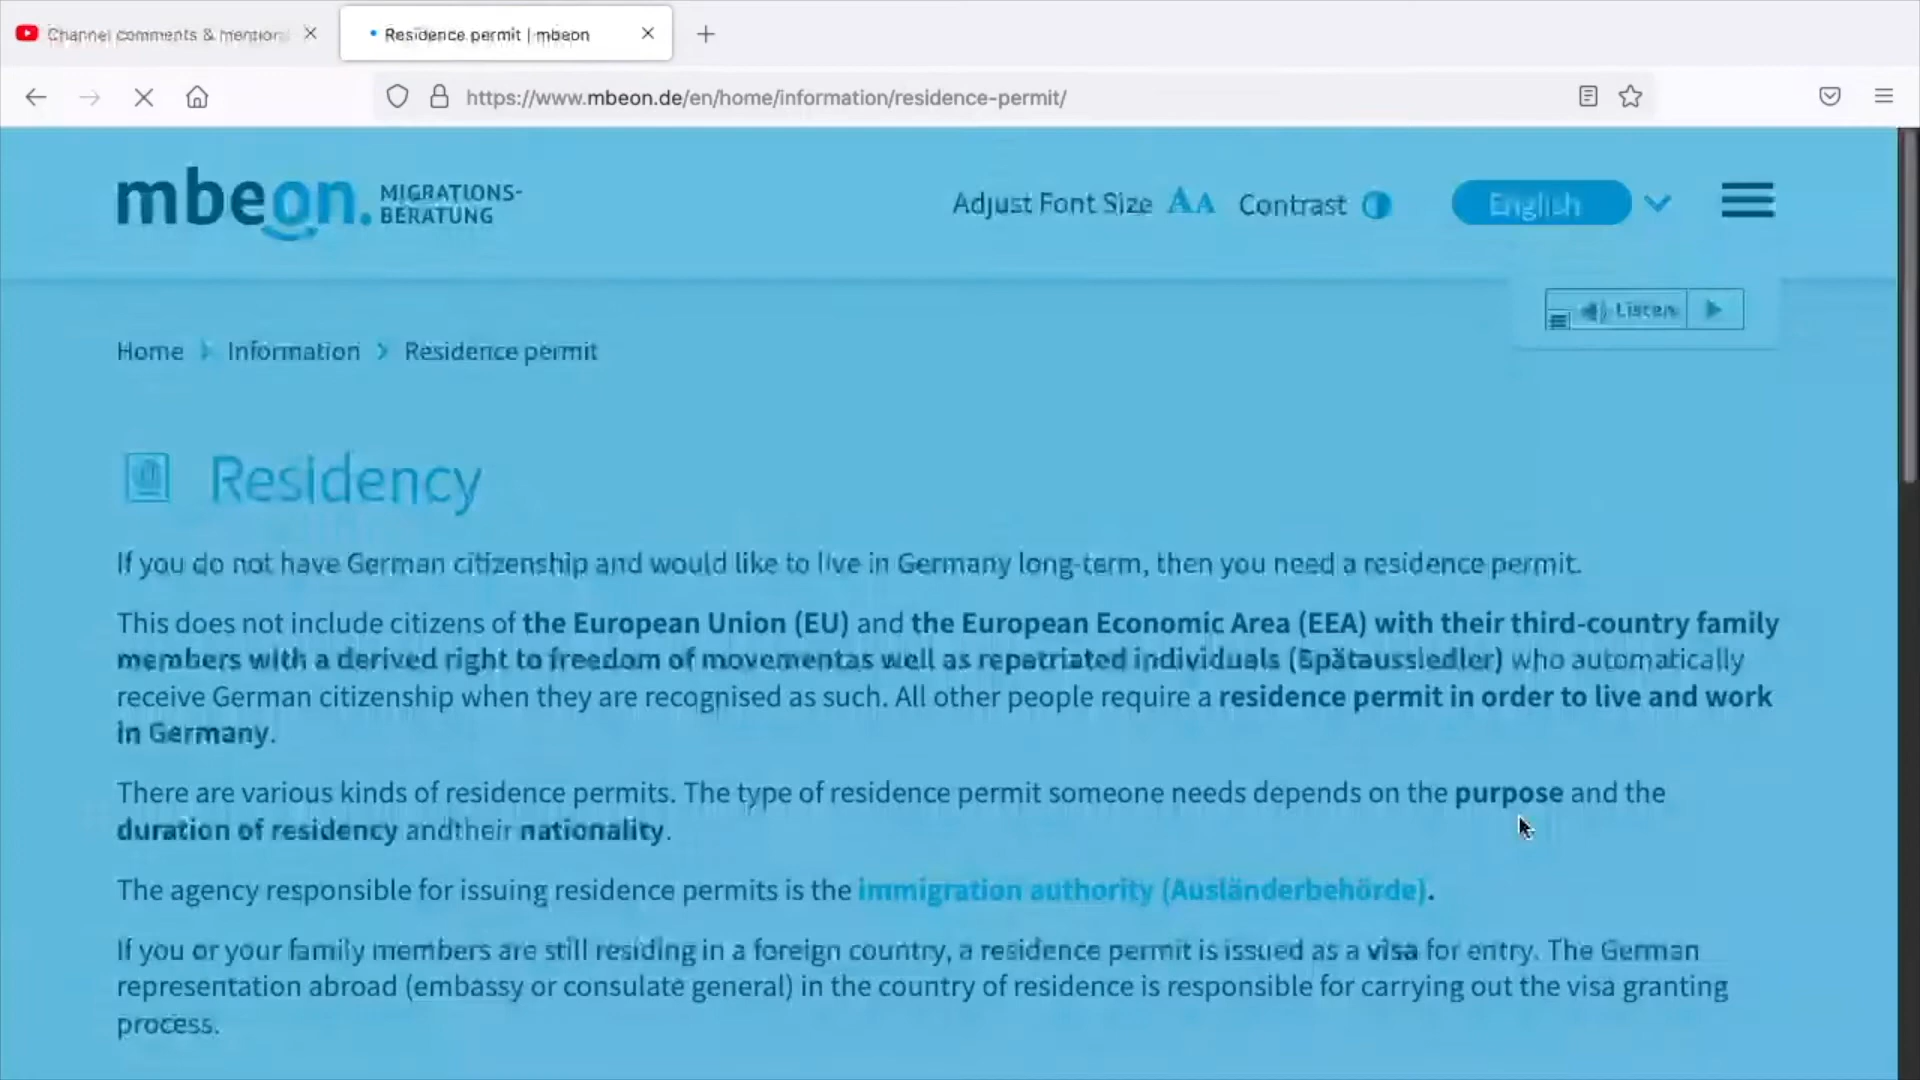 Channel comments & mention
Residence permit | mbeon
https://www.mbeon.de/en/home/information/residence-permit/
mbeon. MIGRATIONS-
BERATUNG
Adjust Font Size AA Contrast
English
Listen
Home > Information > Residence permit
Residency
If you do not have German citizenship and would like to live in Germany long-term, then you need a residence permit.
This does not include citizens of the European Union (EU) and the European Economic Area (EEA) with their third-country family
members with a derived right to freedom of movementas well as repatriated individuals (Spätaussiedler) who automatically
receive German citizenship when they are recognised as such. All other people require a residence permit in order to live and work
in Germany.
There are various kinds of residence permits. The type of residence permit someone needs depends on the purpose and the
duration of residency andtheir nationality.
The agency responsible for issuing residence permits is the immigration authority (Ausländerbehörde).
If you or your family members are still residing in a foreign country, a residence permit is issued as a visa for entry. The German
representation abroad (embassy or consulate general) in the country of residence is responsible for carrying out the visa granting
process.